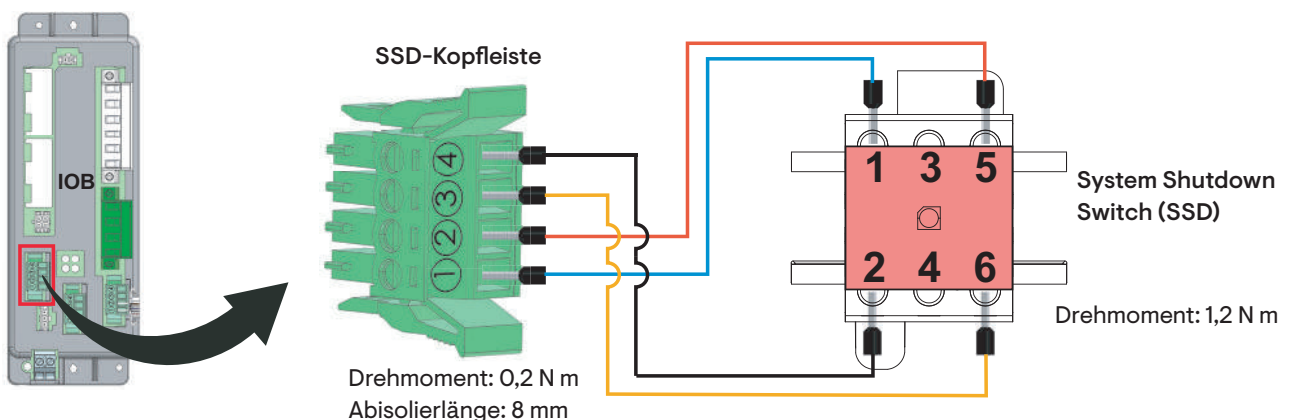 IOB
SSD-Kopfleiste
4
3
2
1
Drehmoment: 0,2 N m
Abisolierlänge: 8 mm
1 3 5
2 4 6
System Shutdown
Switch (SSD)
Drehmoment: 1,2 N m